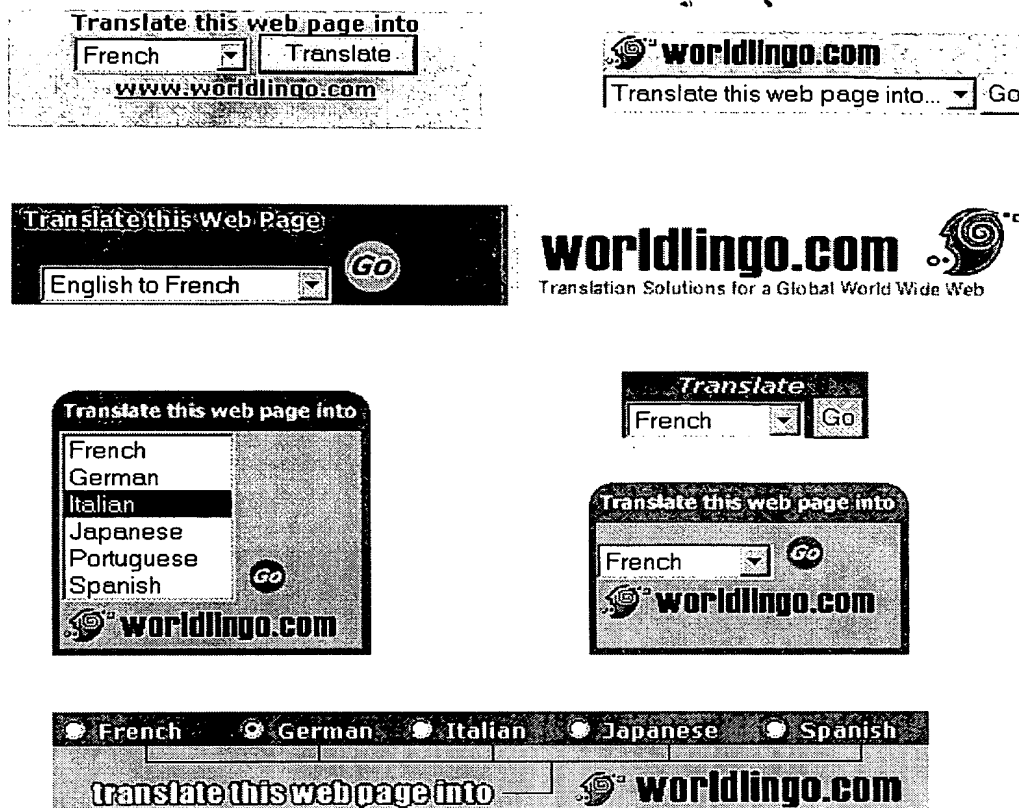 Translate this web page into
French
Translate
www.worldlingo.com
worldlingo.com
Translate this web page into...
Go
Translate this Web Page
English to French
Go
worldlingo.com
Translation Solutions for a Global World Wide Web
Translate this web page into
French
German
Italian
Japanese
Portuguese
Spanish
Go
worldlingo.com
Translate
French
Go
Translate this web page into
French
Go
worldlingo.com
French German Italian Japanese Spanish
translate this web page into
worldlingo.com